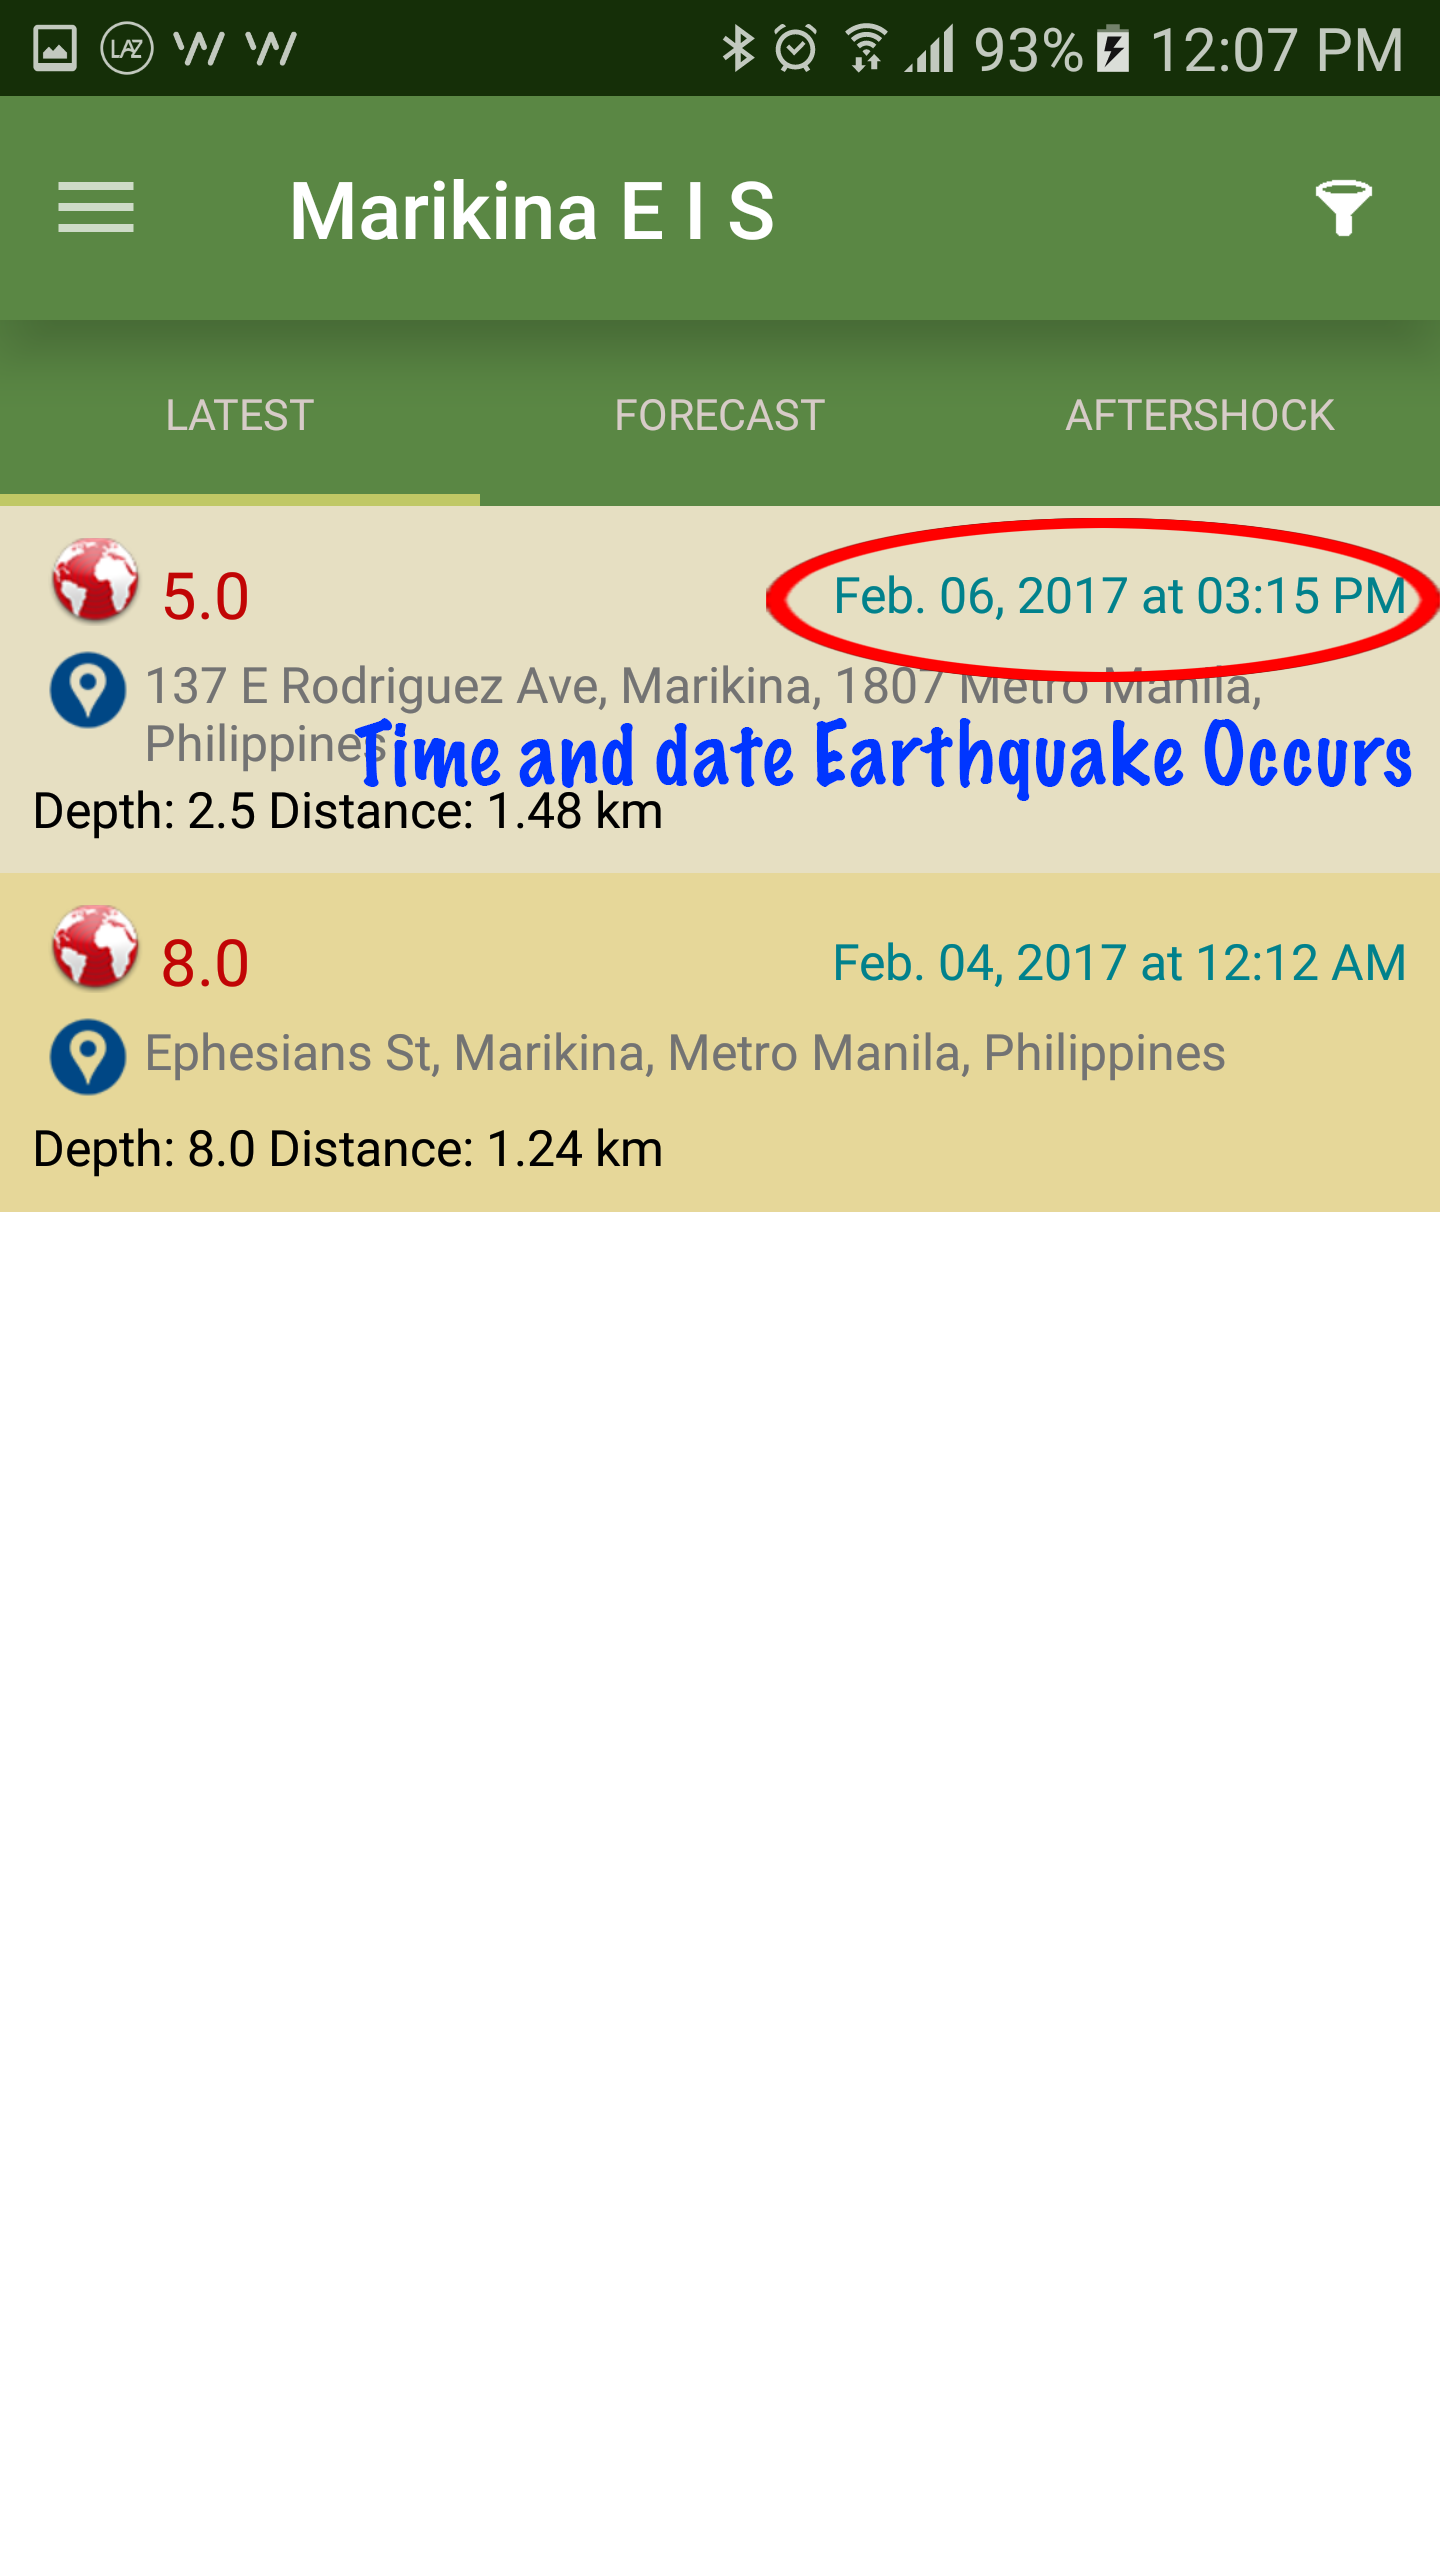 LAZ 93% 12:07 PM
Marikina E I S
LATEST FORECAST AFTERSHOCK
5.0 Feb. 06, 2017 at 03:15 PM
137 E Rodriguez Ave, Marikina, 1807 Metro Manila,
Philippines
Time and date Earthquake Occurs
Depth: 2.5 Distance: 1.48 km
8.0 Feb. 04, 2017 at 12:12 AM
Ephesians St, Marikina, Metro Manila, Philippines
Depth: 8.0 Distance: 1.24 km